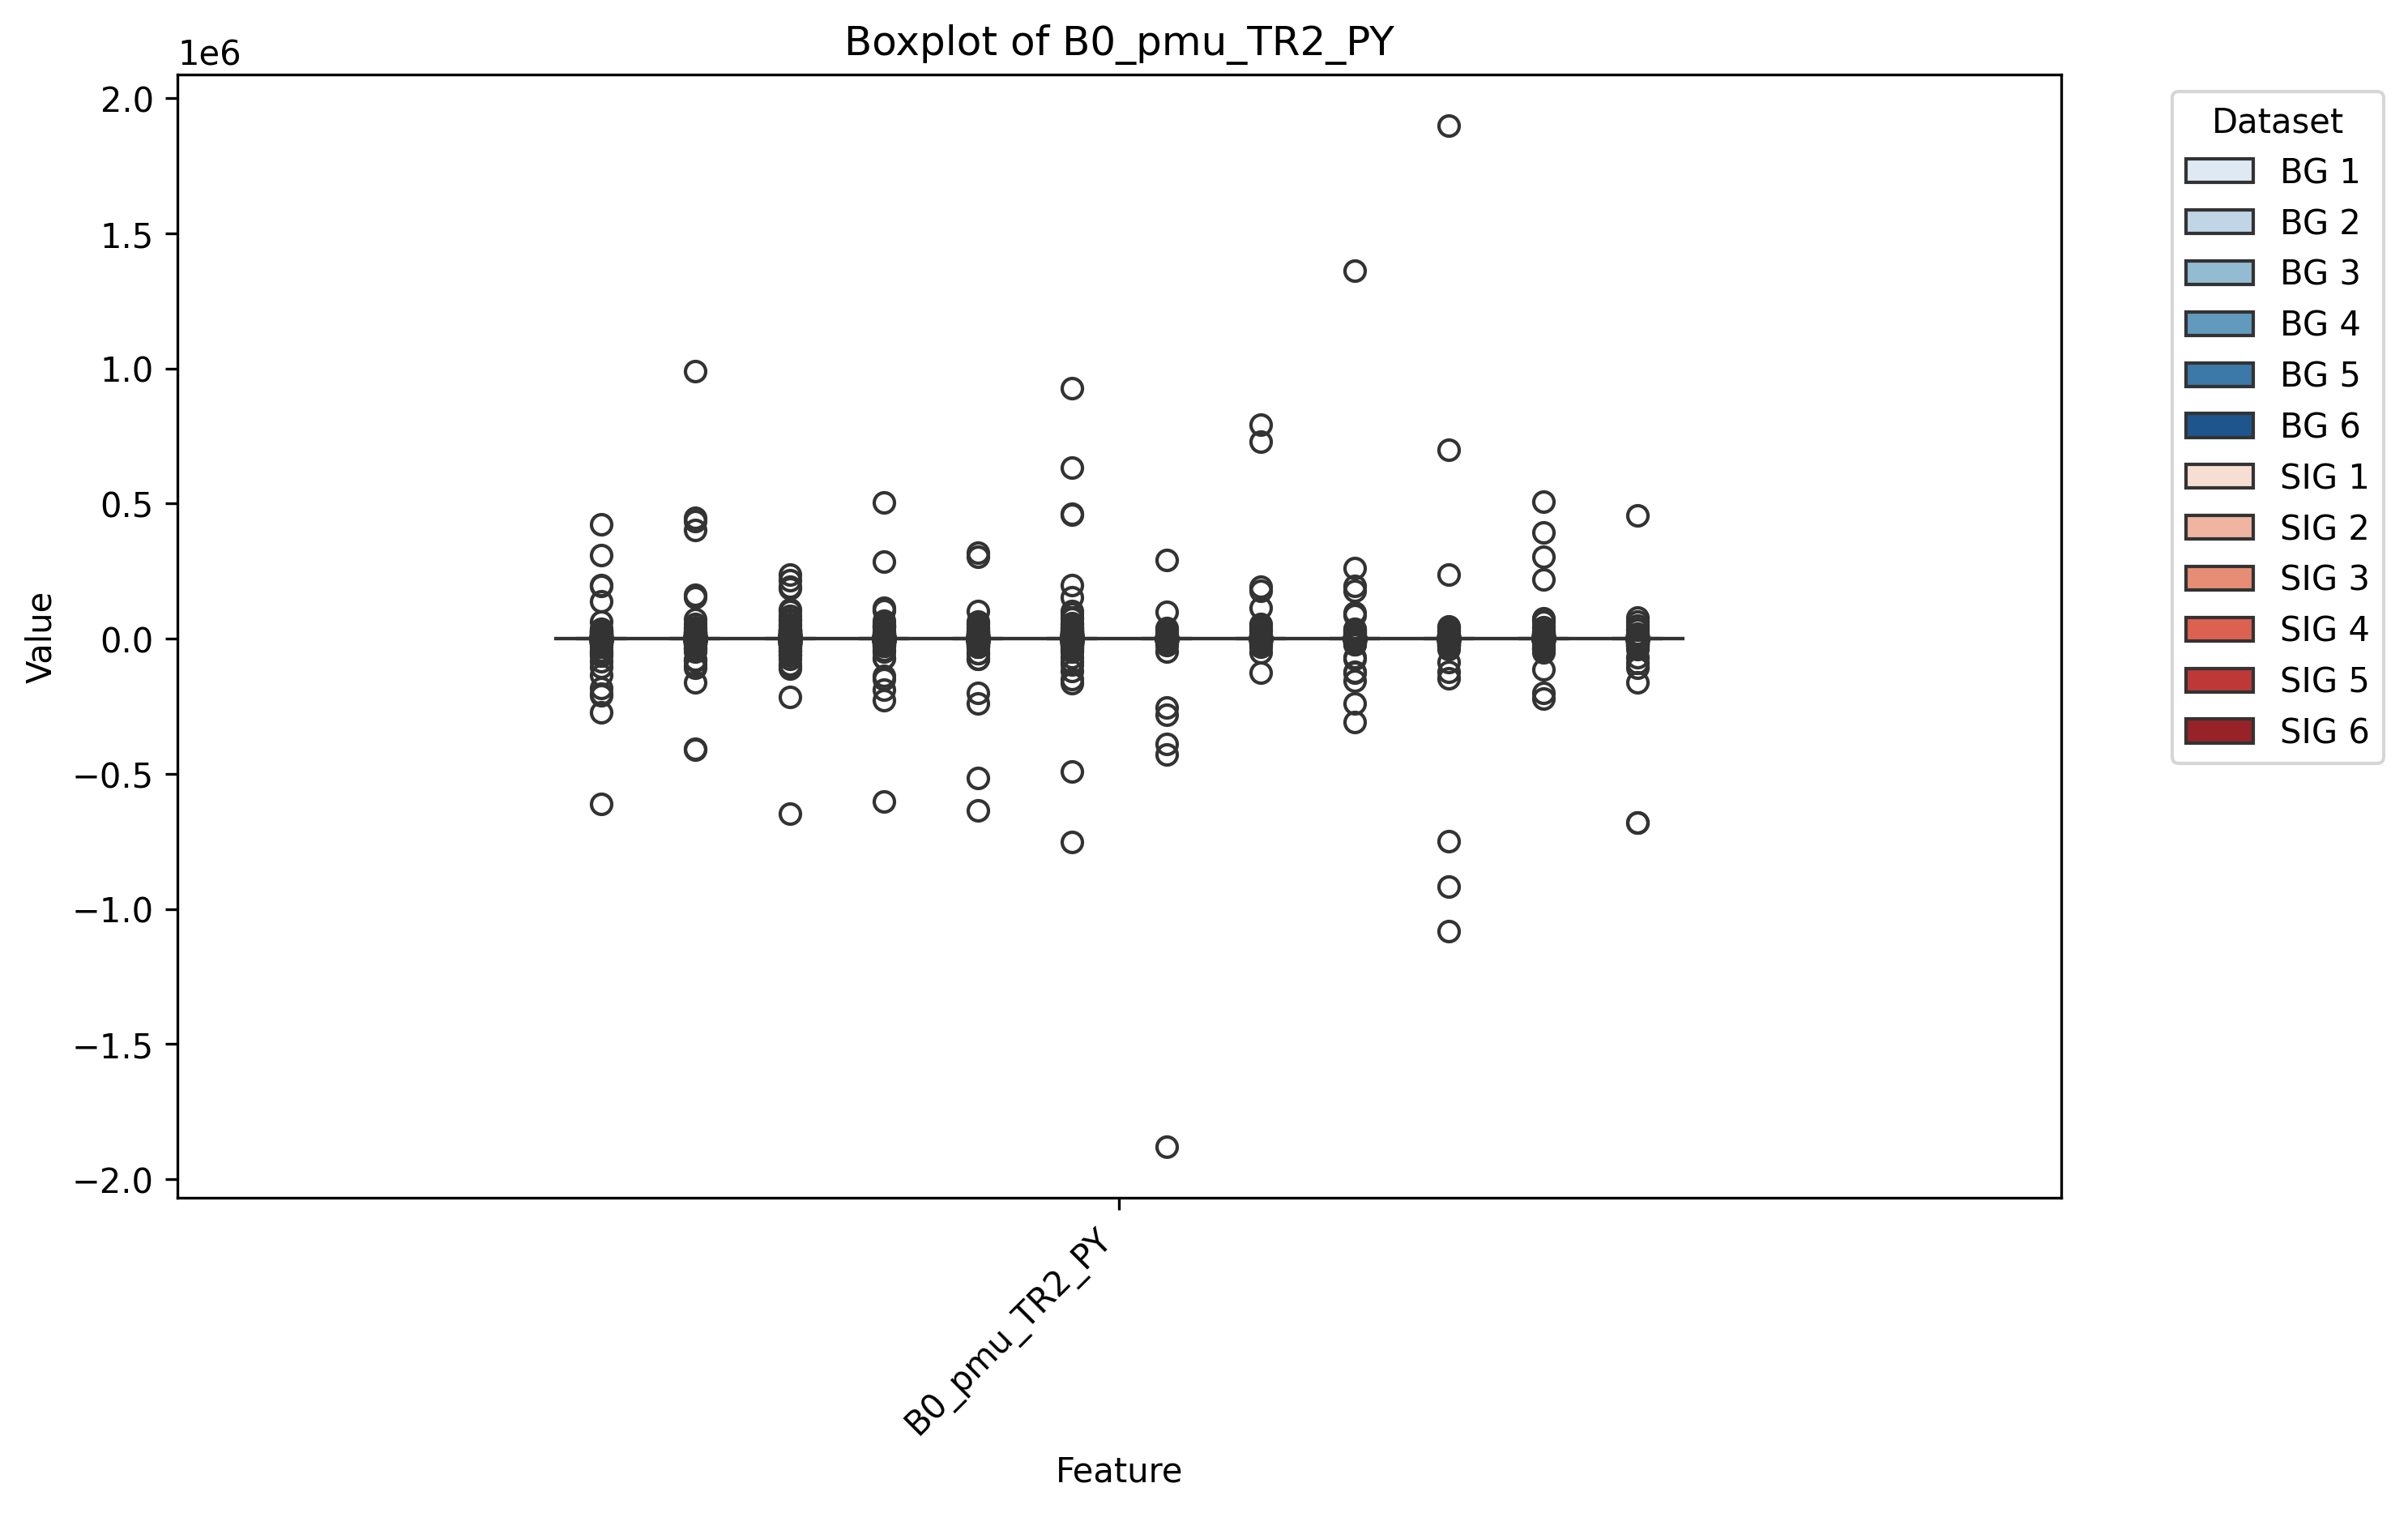 Boxplot of B0_pmu_TR2_PY
1e6
2.0
1.5
1.0
0.5
0.0
−0.5
−1.0
−1.5
−2.0
Value
B0_pmu_TR2_PY
Feature
Dataset
BG 1
BG 2
BG 3
BG 4
BG 5
BG 6
SIG 1
SIG 2
SIG 3
SIG 4
SIG 5
SIG 6